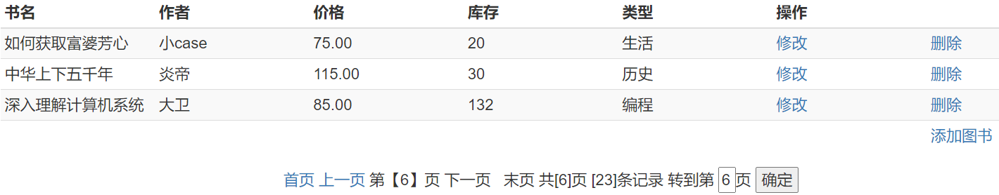 书名 作者 价格 库存 类型 操作
如何获取富婆芳心 小case 75.00 20 生活 修改 删除
中华上下五千年 炎帝 115.00 30 历史 修改 删除
深入理解计算机系统 大卫 85.00 132 编程 修改 删除
添加图书
首页 上一页 第【6】页 下一页 末页 共[6]页 [23]条记录 转到第 6 页 确定